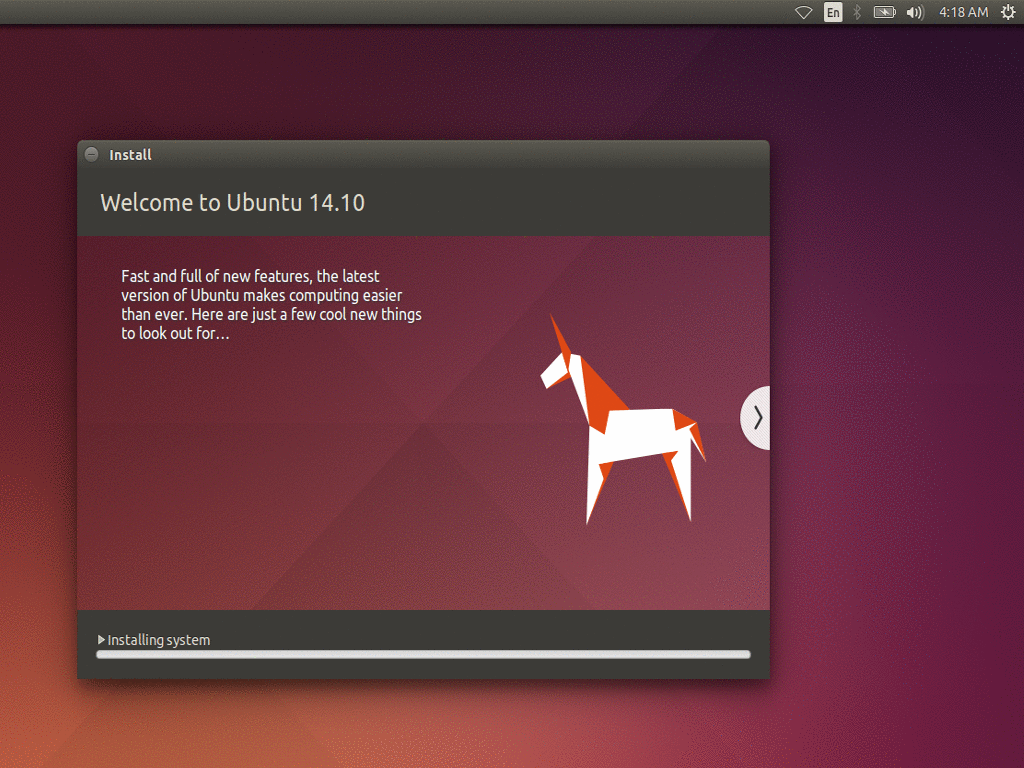 En
4:18 AM
Install
Welcome to Ubuntu 14.10
Fast and full of new features, the latest
version of Ubuntu makes computing easier
than ever. Here are just a few cool new things
to look out for…
Installing system